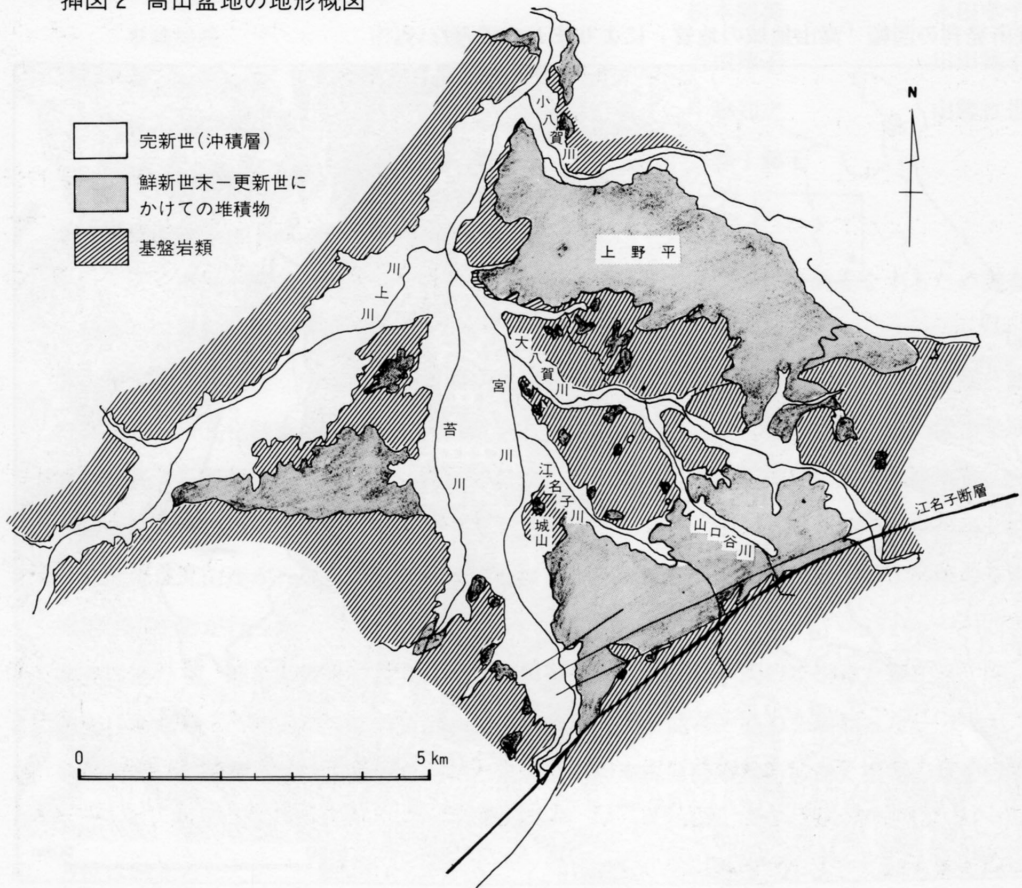 挿図2 高山盆地の地形概図
完新世(沖積層)
鮮新世末－更新世に
かけての堆積物
基盤岩類
N
小八賀川
上野平
川上川
大八賀川
宮川
苔川
江名子川
城山
山口谷川
江名子断層
0 5 km